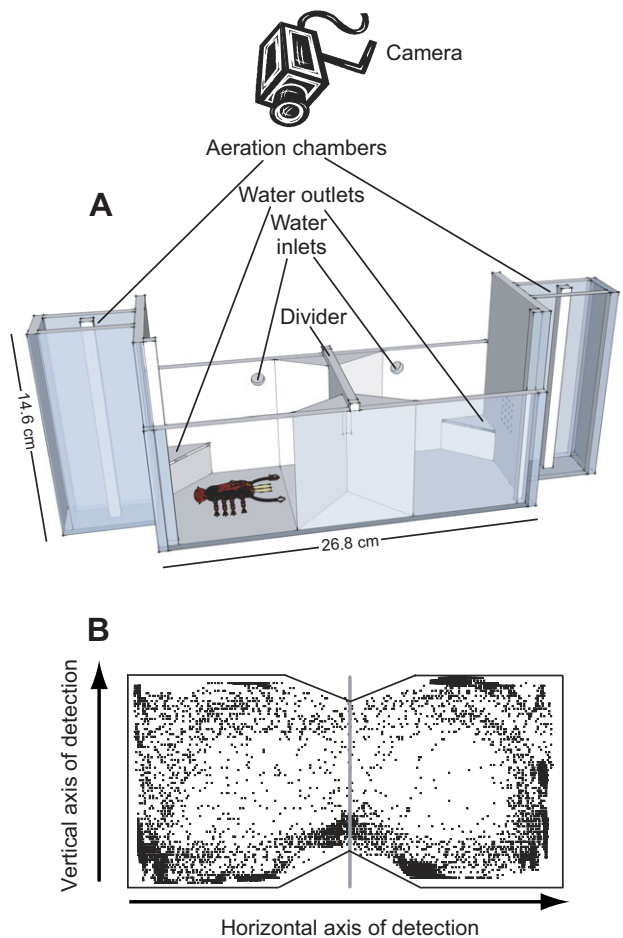 Camera
Aeration chambers
A
Water outlets
Water
inlets
Divider
14.6 cm
26.8 cm
B
Vertical axis of detection
Horizontal axis of detection